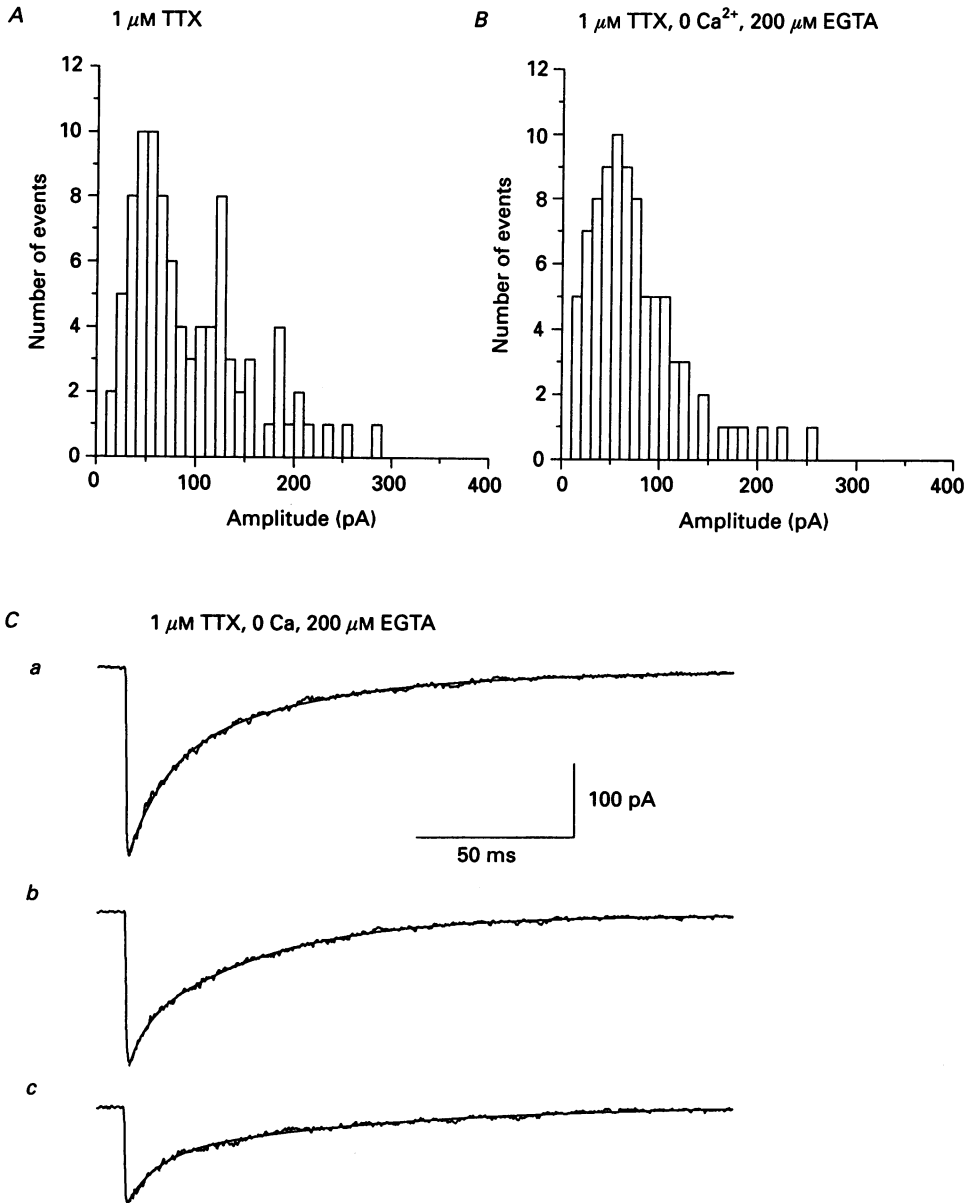 A
1 μM TTX
12
10
8
6
4
2
0
Number of events
0 100 200 300 400
Amplitude (pA)
B
1 μM TTX, 0 Ca²⁺, 200 μM EGTA
12
10
8
6
4
2
0
Number of events
0 100 200 300 400
Amplitude (pA)
C
1 μM TTX, 0 Ca, 200 μM EGTA
a
100 pA
50 ms
b
c